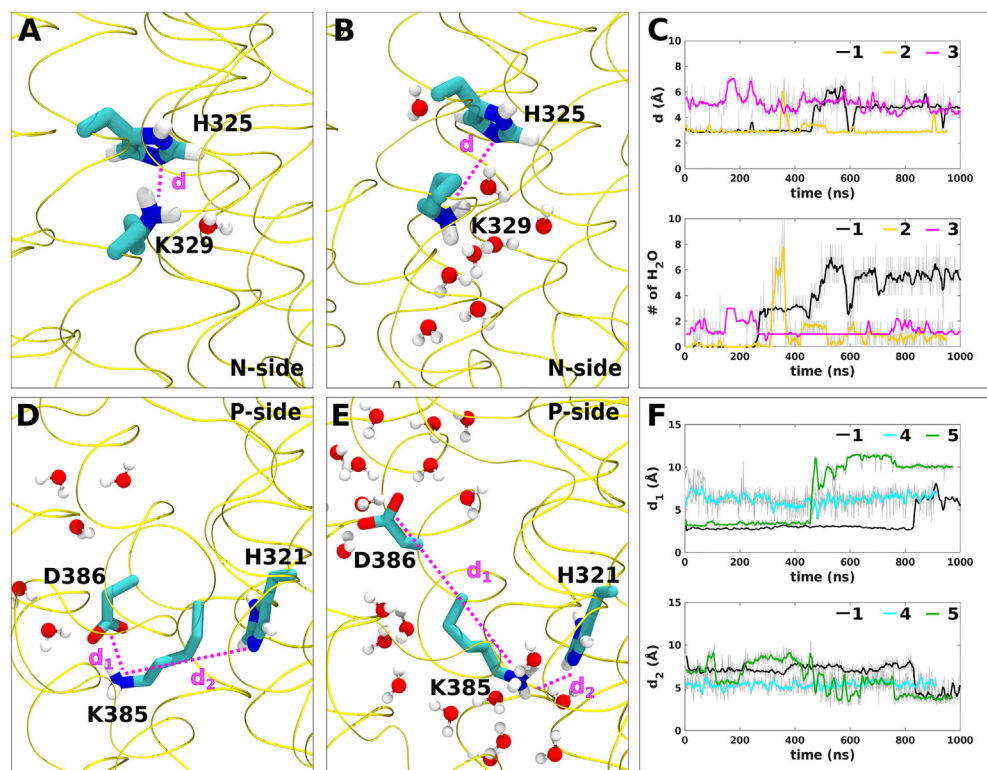 A
H325
d
K329
N-side
B
H325
d
K329
N-side
C
1 2 3
d (Å)
8
6
4
2
0
0 200 400 600 800 1000
time (ns)
1 2 3
# of H₂O
10
8
6
4
2
0
0 200 400 600 800 1000
time (ns)
D
P-side
D386
H321
d₁
d₂
K385
E
P-side
D386
H321
d₁
K385
d₂
F
1 4 5
d₁ (Å)
15
10
5
0
0 200 400 600 800 1000
time (ns)
1 4 5
d₂ (Å)
15
10
5
0
0 200 400 600 800 1000
time (ns)